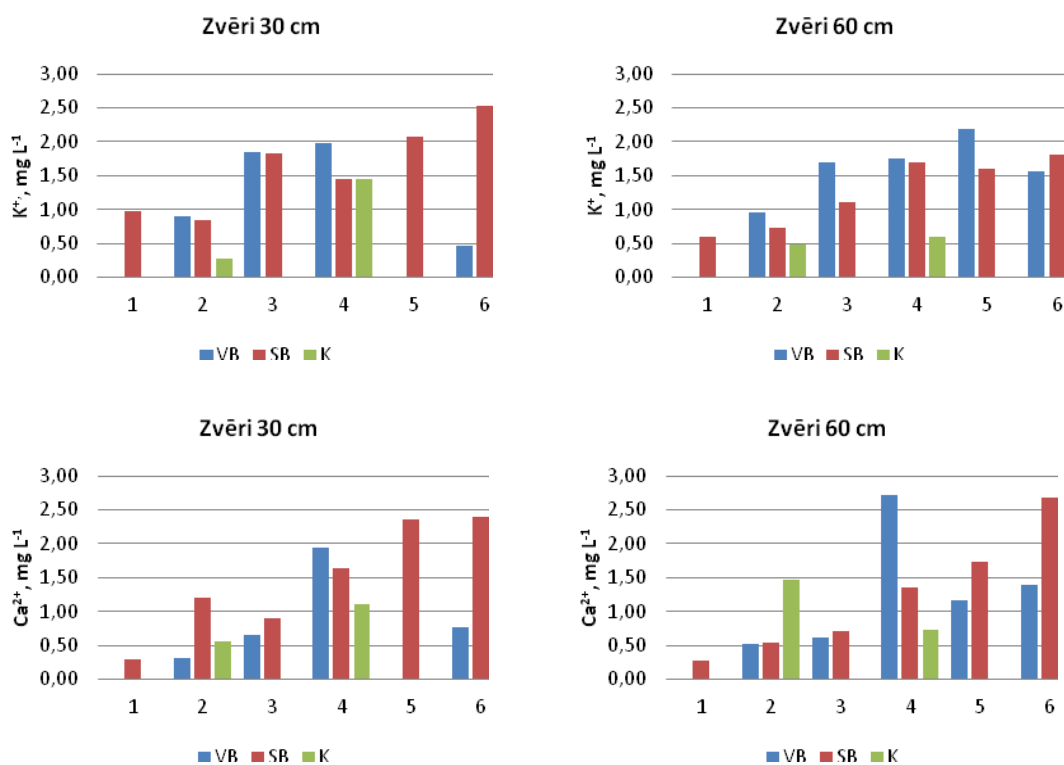 Zvēri 30 cm
3,00
2,50
2,00
1,50
1,00
0,50
0,00
K⁺, mg L⁻¹
1 2 3 4 5 6
VB SB K
Zvēri 60 cm
3,00
2,50
2,00
1,50
1,00
0,50
0,00
K⁺, mg L⁻¹
1 2 3 4 5 6
VB SB K
Zvēri 30 cm
3,00
2,50
2,00
1,50
1,00
0,50
0,00
Ca²⁺, mg L⁻¹
1 2 3 4 5 6
VB SB K
Zvēri 60 cm
3,00
2,50
2,00
1,50
1,00
0,50
0,00
Ca²⁺, mg L⁻¹
1 2 3 4 5 6
VB SB K